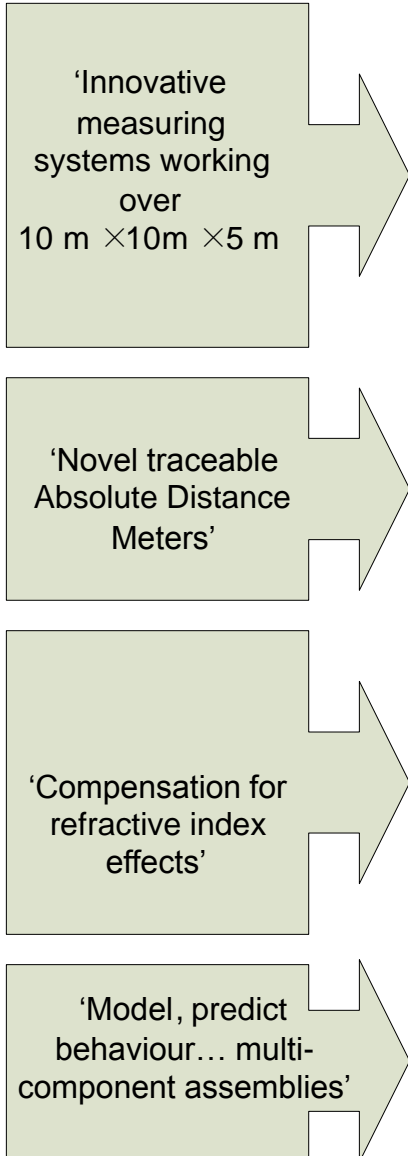 ‘Innovative
measuring
systems working
over
10 m ×10m ×5 m
‘Novel traceable
Absolute Distance
Meters’
‘Compensation for
refractive index
effects’
‘Model, predict
behaviour… multi-
component assemblies’